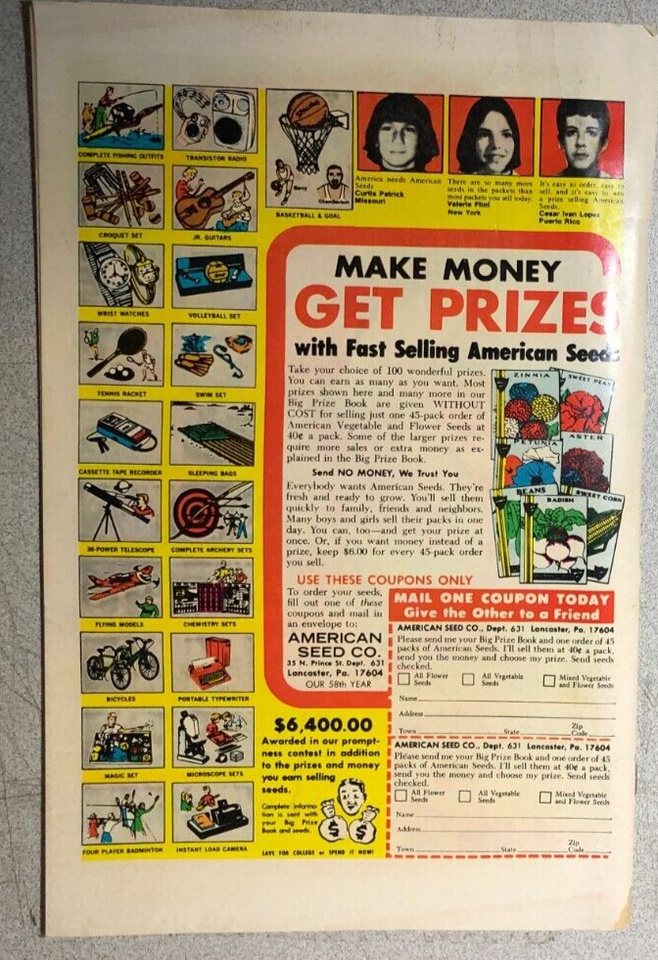 COMPLETE FISHING OUTFITS
TRANSISTOR RADIO
CROQUET SET
JR. GUITARS
WRIST WATCHES
VOLLEYBALL SET
TENNIS RACKET
SWIM SET
CASSETTE TAPE RECORDER
SLEEPING BAGS
30-POWER TELESCOPE
COMPLETE ARCHERY SETS
FLYING MODELS
CHEMISTRY SETS
BICYCLES
PORTABLE TYPEWRITER
MAGIC SET
MICROSCOPE SETS
FOUR PLAYER BADMINTON
INSTANT LOAD CAMERA
Spalding
Barry
Chamberlain
BASKETBALL & GOAL
America needs American
Seeds
Curtis Patrick
Missouri
There are so many more
seeds in the packets than
most packets you sell today.
Valerie Flint
New York
It's easy to order, easy to
sell, and it's easy to win
a prize selling American
Seeds.
Cesar Ivan Lopez
Puerto Rico
MAKE MONEY
GET PRIZES
with Fast Selling American Seeds
Take your choice of 100 wonderful prizes.
You can earn as many as you want. Most
prizes shown here and many more in our
Big Prize Book are given WITHOUT
COST for selling just one 45-pack order of
American Vegetable and Flower Seeds at
40¢ a pack. Some of the larger prizes re-
quire more sales or extra money as ex-
plained in the Big Prize Book.
Send NO MONEY, We Trust You
Everybody wants American Seeds. They're
fresh and ready to grow. You'll sell them
quickly to family, friends and neighbors.
Many boys and girls sell their packs in one
day. You can, too—and get your prize at
once. Or, if you want money instead of a
prize, keep $6.00 for every 45-pack order
you sell.
ZINNIA
SWEET PEAS
PETUNIA
ASTER
BEANS
RADISH
SWEET CORN
USE THESE COUPONS ONLY
To order your seeds,
fill out one of these
coupons and mail in
an envelope to:
AMERICAN
SEED CO.
35 N. Prince St. Dept. 631
Lancaster, Pa. 17604
OUR 58th YEAR
$6,400.00
Awarded in our prompt-
ness contest in addition
to the prizes and money
you earn selling
seeds.
Complete informa-
tion is sent with
your Big Prize
Book and seeds.
$ $
SAVE FOR COLLEGE or SPEND IT NOW!
MAIL ONE COUPON TODAY
Give the Other to a Friend
AMERICAN SEED CO., Dept. 631 Lancaster, Pa. 17604
Please send me your Big Prize Book and one order of 45
packs of American Seeds. I'll sell them at 40¢ a pack,
send you the money and choose my prize. Send seeds
checked.
All Flower
Seeds
All Vegetable
Seeds
Mixed Vegetable
and Flower Seeds
Name
Address
Town State Zip
Code
AMERICAN SEED CO., Dept. 631 Lancaster, Pa. 17604
Please send me your Big Prize Book and one order of 45
packs of American Seeds. I'll sell them at 40¢ a pack,
send you the money and choose my prize. Send seeds
checked.
All Flower
Seeds
All Vegetable
Seeds
Mixed Vegetable
and Flower Seeds
Name
Address
Town State Zip
Code